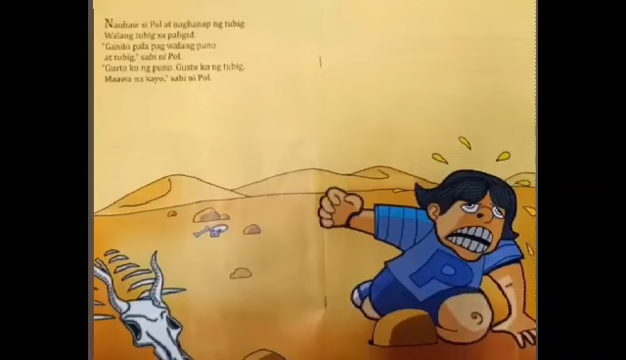 Nauhaw si Pol at naghanap ng tubig.
Walang tubig sa paligid.
"Ganito pala pag walang puno
at tubig," sabi ni Pol.
"Gusto ko ng puno. Gusto ko ng tubig.
Maawa na kayo," sabi ni Pol.
P